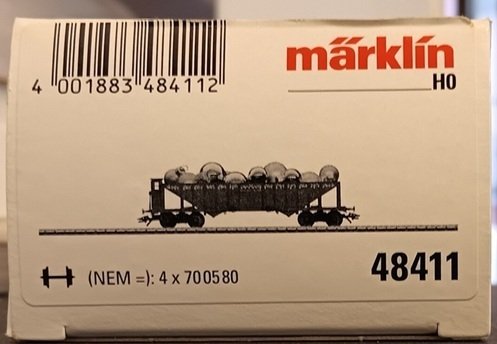 märklin
H0
4 001883 484112
(NEM =): 4 x 700580
48411